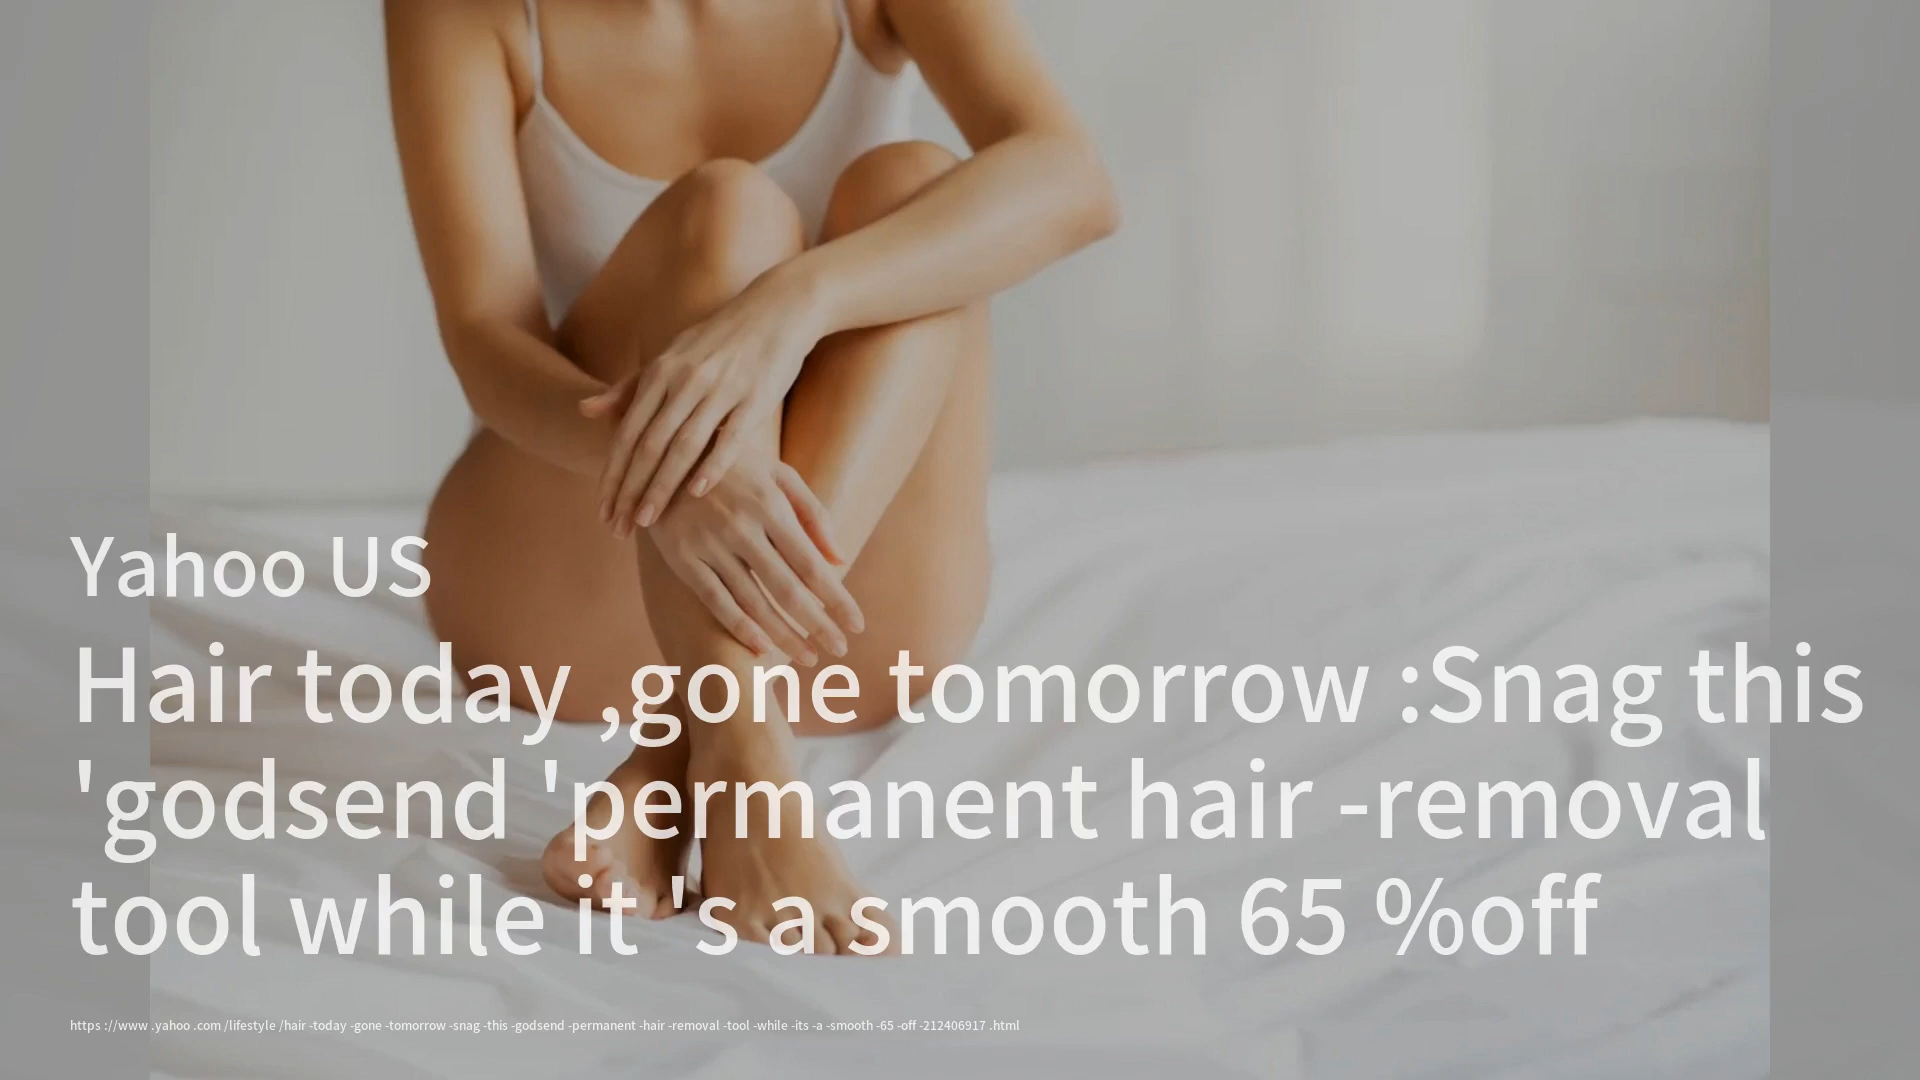 Yahoo US
Hair today ,gone tomorrow :Snag this
'godsend 'permanent hair -removal
tool while it 's a smooth 65 %off
https ://www .yahoo .com /lifestyle /hair -today -gone -tomorrow -snag -this -godsend -permanent -hair -removal -tool -while -its -a -smooth -65 -off -212406917 .html